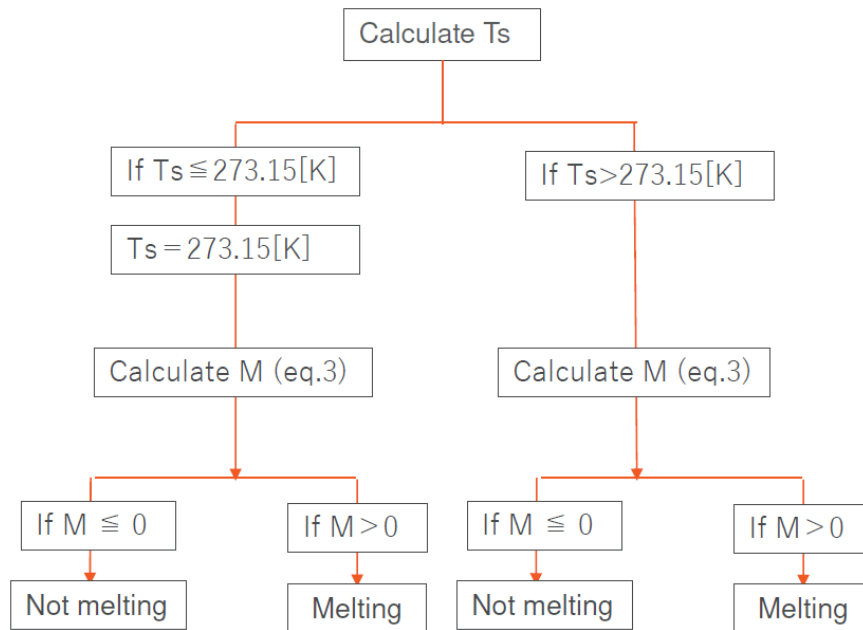 Calculate Ts
If Ts≦273.15[K]
If Ts>273.15[K]
Ts=273.15[K]
Calculate M (eq.3)
Calculate M (eq.3)
If M ≦ 0
If M>0
If M ≦ 0
If M>0
Not melting
Melting
Not melting
Melting